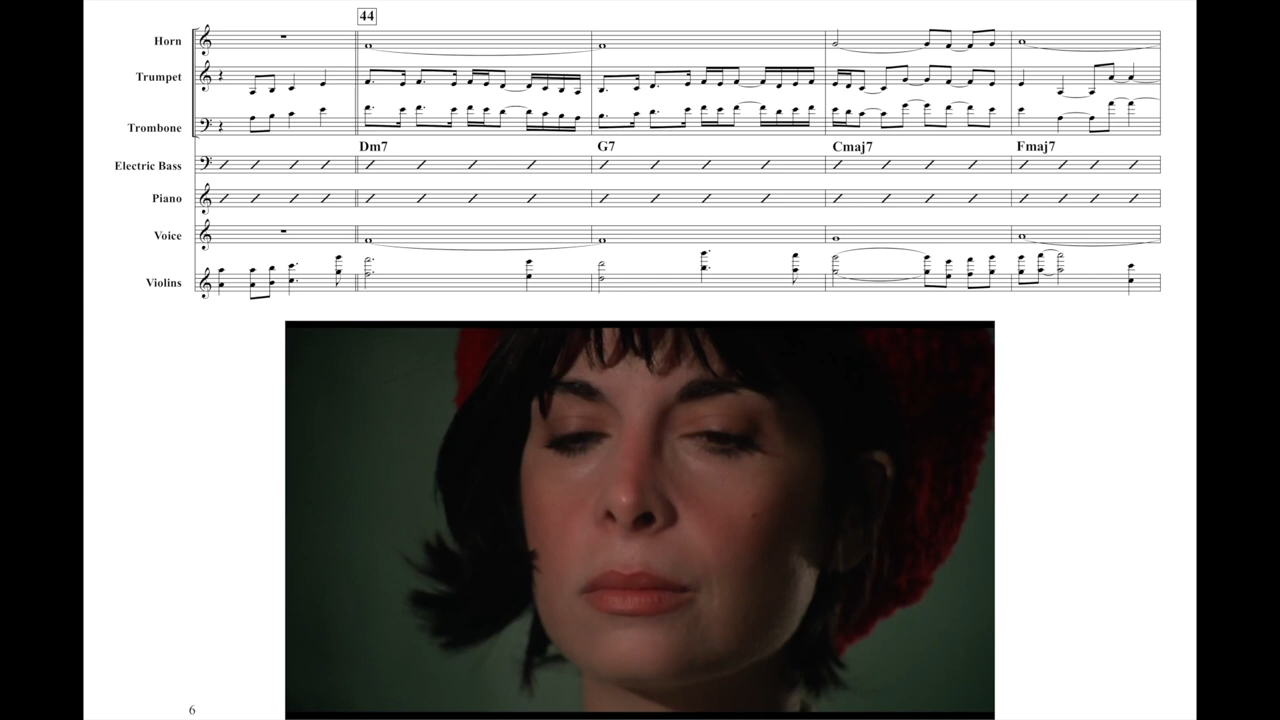 44
Horn
Trumpet
Trombone
Dm7 G7 Cmaj7 Fmaj7
Electric Bass
Piano
Voice
Violins
6